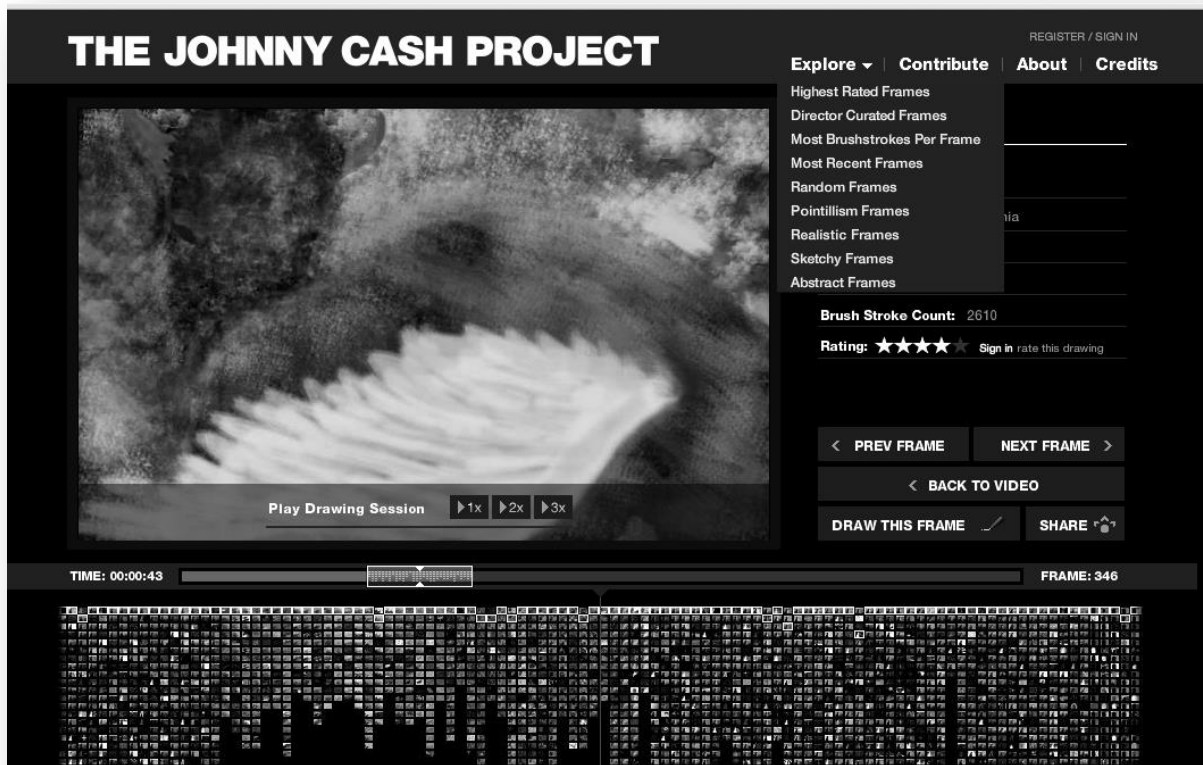 THE JOHNNY CASH PROJECT
REGISTER / SIGN IN
Explore | Contribute | About | Credits
Highest Rated Frames
Director Curated Frames
Most Brushstrokes Per Frame
Most Recent Frames
Random Frames
Pointillism Frames
Realistic Frames
Sketchy Frames
Abstract Frames
Brush Stroke Count: 2610
Rating: Sign in rate this drawing
PREV FRAME
NEXT FRAME
BACK TO VIDEO
DRAW THIS FRAME
SHARE
Play Drawing Session 1x 2x 3x
TIME: 00:00:43
FRAME: 346